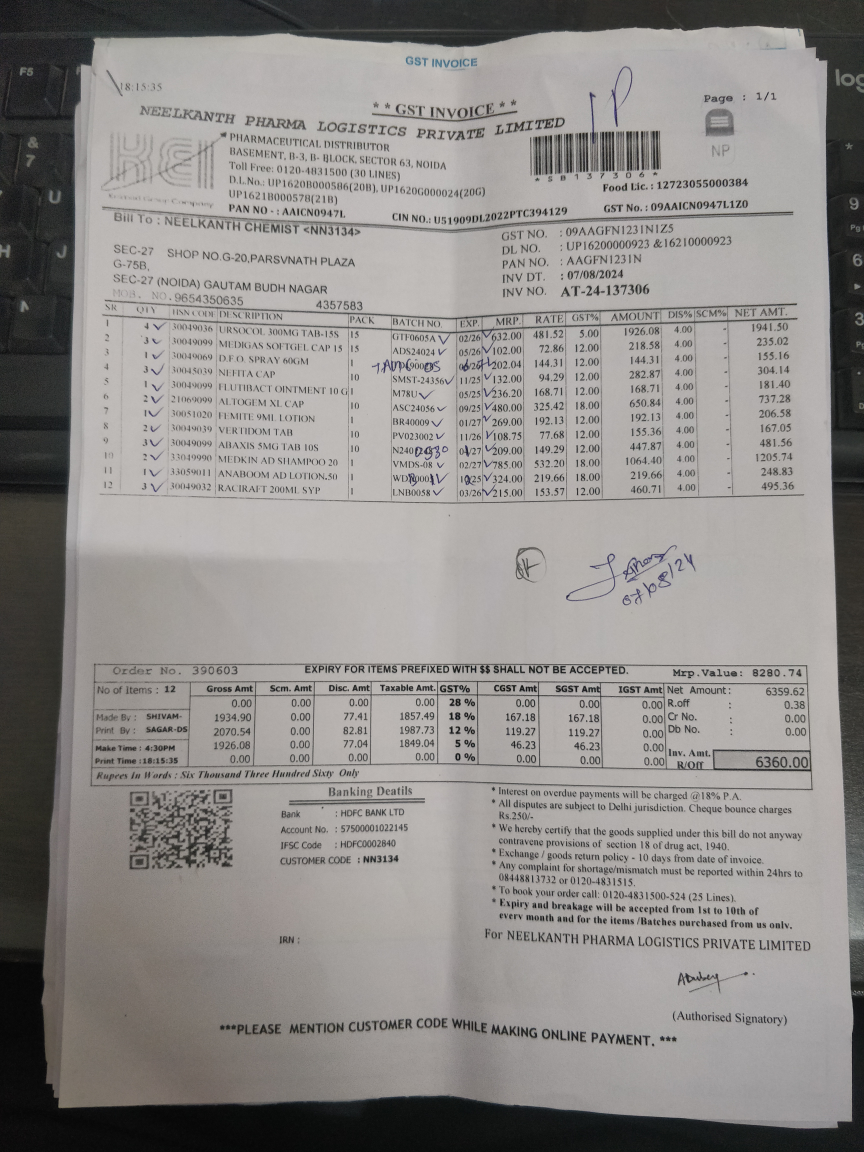 GST INVOICE
18:15:35
* * GST INVOICE * *
Page : 1/1
NEELKANTH PHARMA LOGISTICS PRIVATE LIMITED
PHARMACEUTICAL DISTRIBUTOR
BASEMENT, B-3, B- BLOCK, SECTOR 63, NOIDA
Toll Free: 0120-4831500 (30 LINES)
D.L.No.: UP1620B000586(20B), UP1620G000024(20G)
UP1621B000578(21B)
PAN NO - : AAICN0947L
CIN NO.: U51909DL2022PTC394129
*58137306*
NP
Food Lic. : 12723055000384
GST No. : 09AAICN0947L1Z0
Bill To : NEELKANTH CHEMIST <NN3134>
SEC-27 SHOP NO.G-20,PARSVNATH PLAZA
G-75B,
SEC-27 (NOIDA) GAUTAM BUDH NAGAR
MOB. NO.9654350635 4357583
GST NO. : 09AAGFN1231N1Z5
DL NO. : UP16200000923 &16210000923
PAN NO. : AAGFN1231N
INV DT. : 07/08/2024
INV NO. AT-24-137306
SR QTY HSN CODE DESCRIPTION PACK BATCH NO. EXP. MRP. RATE GST% AMOUNT DIS% SCM% NET AMT.
1 4 30049036 URSOCOL 300MG TAB-15S 15 GTF0605A 02/26 632.00 481.52 5.00 1926.08 4.00 - 1941.50
2 3 30049099 MEDIGAS SOFTGEL CAP 15 15 ADS24024 05/26 102.00 72.86 12.00 218.58 4.00 - 235.02
3 1 30049069 D.F.O. SPRAY 60GM 1 202.04 144.31 12.00 144.31 4.00 - 155.16
4 3 30045039 NEFITA CAP 10 SMST-24356 11/25 132.00 94.29 12.00 282.87 4.00 - 304.14
5 1 30049099 FLUTIBACT OINTMENT 10 G 1 M78U 05/25 236.20 168.71 12.00 168.71 4.00 - 181.40
6 2 21069099 ALTOGEM XL CAP 10 ASC24056 09/25 480.00 325.42 18.00 650.84 4.00 - 737.28
7 1 30051020 FEMITE 9ML LOTION 1 BR40009 01/27 269.00 192.13 12.00 192.13 4.00 - 206.58
8 2 30049039 VERTIDOM TAB 10 PV023002 11/26 108.75 77.68 12.00 155.36 4.00 - 167.05
9 3 30049099 ABAXIS 5MG TAB 10S 10 /27 209.00 149.29 12.00 447.87 4.00 - 481.56
10 2 33049990 MEDKIN AD SHAMPOO 20 1 VMDS-08 02/27 785.00 532.20 18.00 1064.40 4.00 - 1205.74
11 1 33059011 ANABOOM AD LOTION.50 1 324.00 219.66 18.00 219.66 4.00 - 248.83
12 3 30049032 RACIRAFT 200ML SYP 1 LNB0058 03/26 215.00 153.57 12.00 460.71 4.00 - 495.36
07/08/24
Order No. 390603 EXPIRY FOR ITEMS PREFIXED WITH $$ SHALL NOT BE ACCEPTED. Mrp.Value: 8280.74
No of Items : 12 Gross Amt Scm. Amt Disc. Amt Taxable Amt. GST% CGST Amt SGST Amt IGST Amt Net Amount : 6359.62
0.00 0.00 0.00 0.00 28 % 0.00 0.00 0.00 R.off : 0.38
Made By : SHIVAM- 1934.90 0.00 77.41 1857.49 18 % 167.18 167.18 0.00 Cr No. : 0.00
Print By : SAGAR-DS 2070.54 0.00 82.81 1987.73 12 % 119.27 119.27 0.00 Db No. : 0.00
Make Time : 4:30PM 1926.08 0.00 77.04 1849.04 5 % 46.23 46.23 0.00 Inv. Amt.
Print Time :18:15:35 0.00 0.00 0.00 0.00 0 % 0.00 0.00 0.00 R/Off 6360.00
Rupees in Words : Six Thousand Three Hundred Sixty Only
Banking Deatils
Bank : HDFC BANK LTD
Account No. : 57500001022145
IFSC Code : HDFC0002840
CUSTOMER CODE : NN3134
IRN :
* Interest on overdue payments will be charged @18% P.A.
* All disputes are subject to Delhi jurisdiction. Cheque bounce charges
Rs.250/-
* We hereby certify that the goods supplied under this bill do not anyway
contravene provisions of section 18 of drug act, 1940.
* Exchange / goods return policy - 10 days from date of invoice.
* Any complaint for shortage/mismatch must be reported within 24hrs to
08448813732 or 0120-4831515.
* To book your order call: 0120-4831500-524 (25 Lines).
* Expiry and breakage will be accepted from 1st to 10th of
every month and for the items /Batches purchased from us only.
For NEELKANTH PHARMA LOGISTICS PRIVATE LIMITED
(Authorised Signatory)
***PLEASE MENTION CUSTOMER CODE WHILE MAKING ONLINE PAYMENT. ***